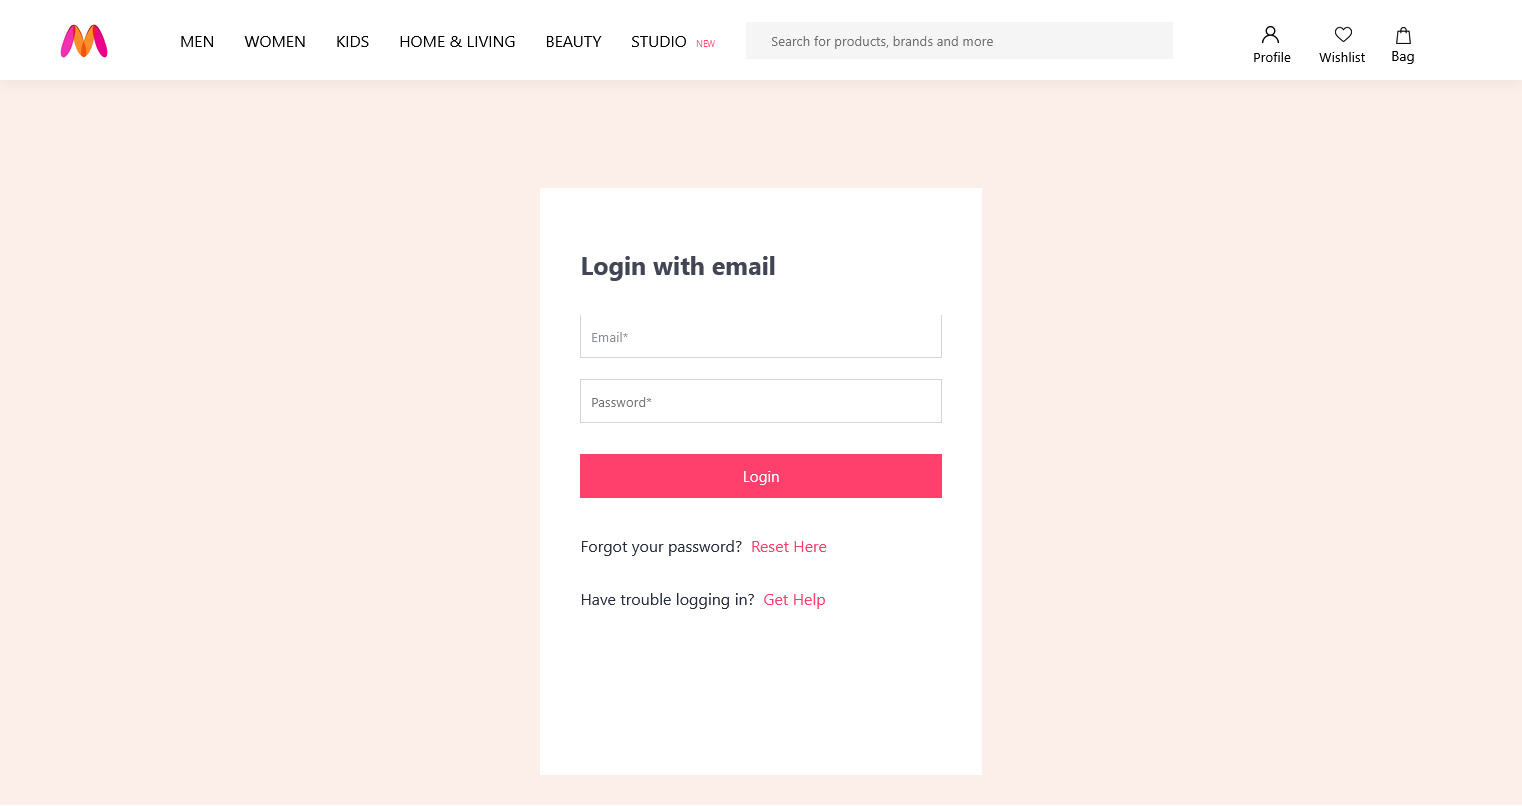 MEN WOMEN KIDS HOME & LIVING BEAUTY STUDIO NEW Search for products, brands and more Profile Wishlist Bag
Login with email
Email*
Password*
Login
Forgot your password? Reset Here
Have trouble logging in? Get Help